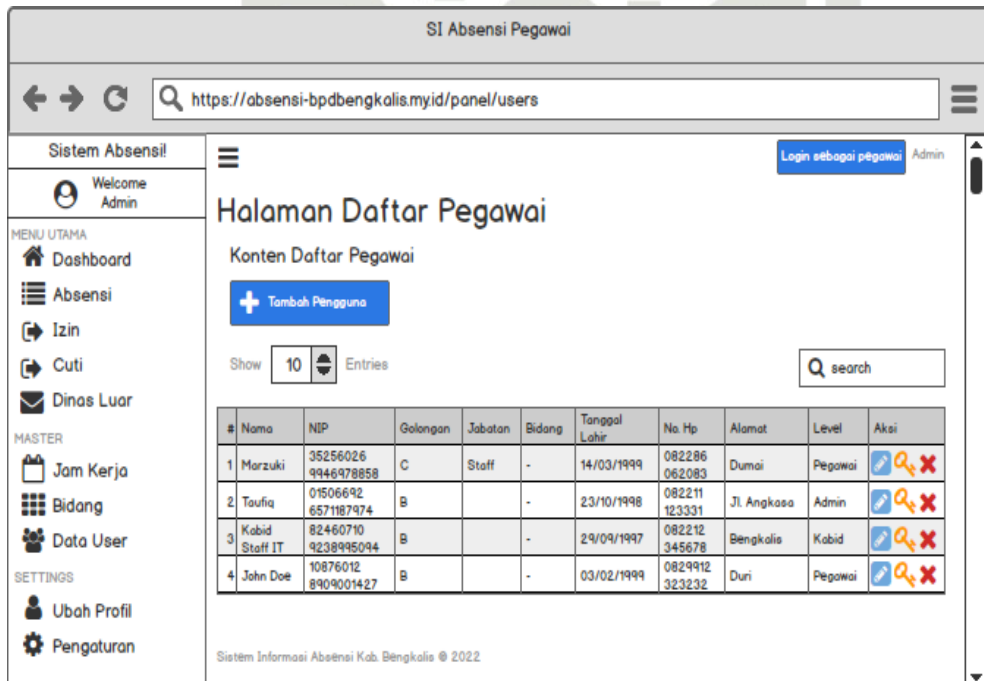 SI Absensi Pegawai
https://absensi-bpdbengkalis.my.id/panel/users
Sistem Absensi!
Welcome
Admin
MENU UTAMA
Dashboard
Absensi
Izin
Cuti
Dinas Luar
MASTER
Jam Kerja
Bidang
Data User
SETTINGS
Ubah Profil
Pengaturan
Login sebagai pegawai Admin
Halaman Daftar Pegawai
Konten Daftar Pegawai
Tambah Pengguna
Show 10 Entries
search
# Nama NIP Golongan Jabatan Bidang Tanggal Lahir No. Hp Alamat Level Aksi
1 Marzuki 35256026 9946978858 C Staff - 14/03/1999 082286 062083 Dumai Pegawai
2 Taufiq 01506692 6571187974 B - 23/10/1998 082211 123331 Jl. Angkasa Admin
3 Kabid Staff IT 82460710 9238995094 B - 29/09/1997 082212 345678 Bengkalis Kabid
4 John Doe 10876012 8909001427 B - 03/02/1999 0829912 323232 Duri Pegawai
Sistem Informasi Absensi Kab. Bengkalis @ 2022